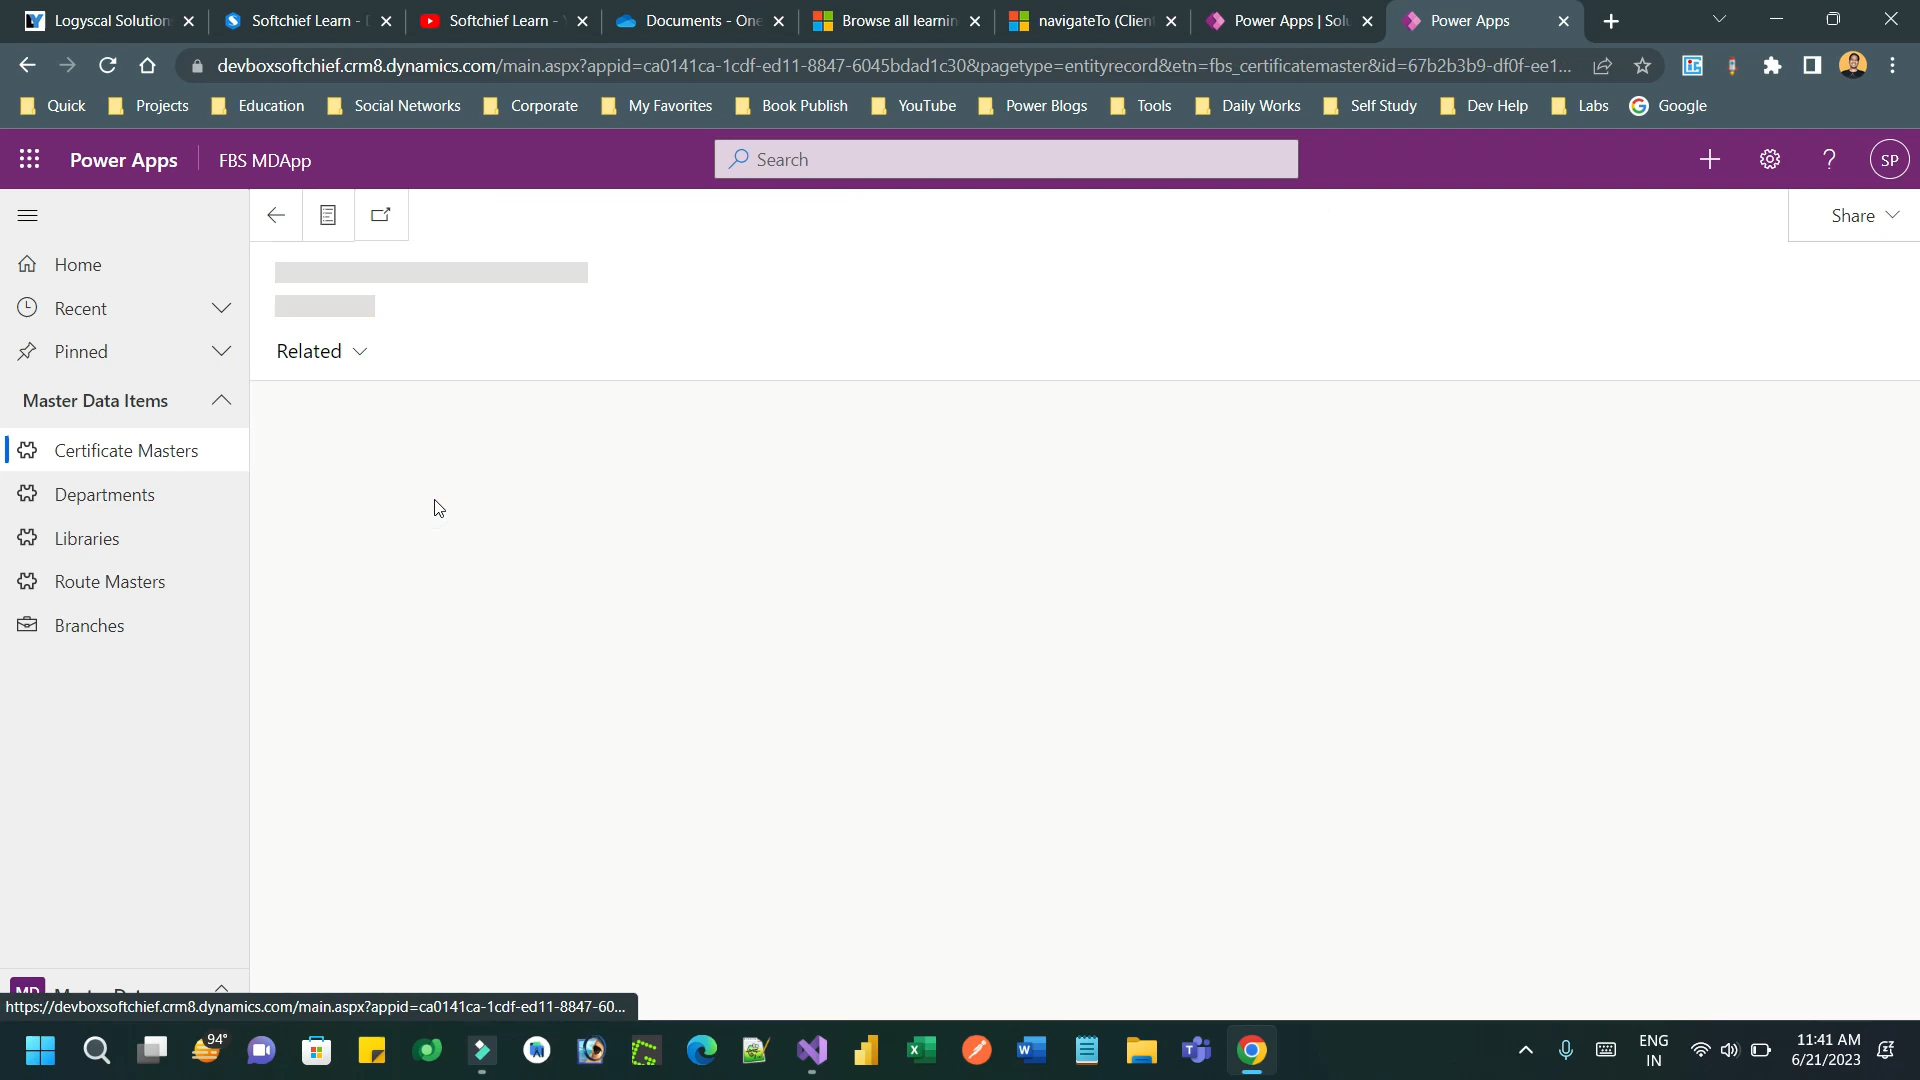 Logyscal Solution
Softchief Learn - D
Softchief Learn - Y
Documents - One
Browse all learnin
navigateTo (Client
Power Apps | Solu
Power Apps
devboxsoftchief.crm8.dynamics.com/main.aspx?appid=ca0141ca-1cdf-ed11-8847-6045bdad1c30&pagetype=entityrecord&etn=fbs_certificatemaster&id=67b2b3b9-df0f-ee1...
Quick
Projects
Education
Social Networks
Corporate
My Favorites
Book Publish
YouTube
Power Blogs
Tools
Daily Works
Self Study
Dev Help
Labs
Google
Power Apps
FBS MDApp
Search
SP
Share
Home
Recent
Pinned
Related
Master Data Items
Certificate Masters
Departments
Libraries
Route Masters
Branches
https://devboxsoftchief.crm8.dynamics.com/main.aspx?appid=ca0141ca-1cdf-ed11-8847-60...
94°
ENG
IN
11:41 AM
6/21/2023